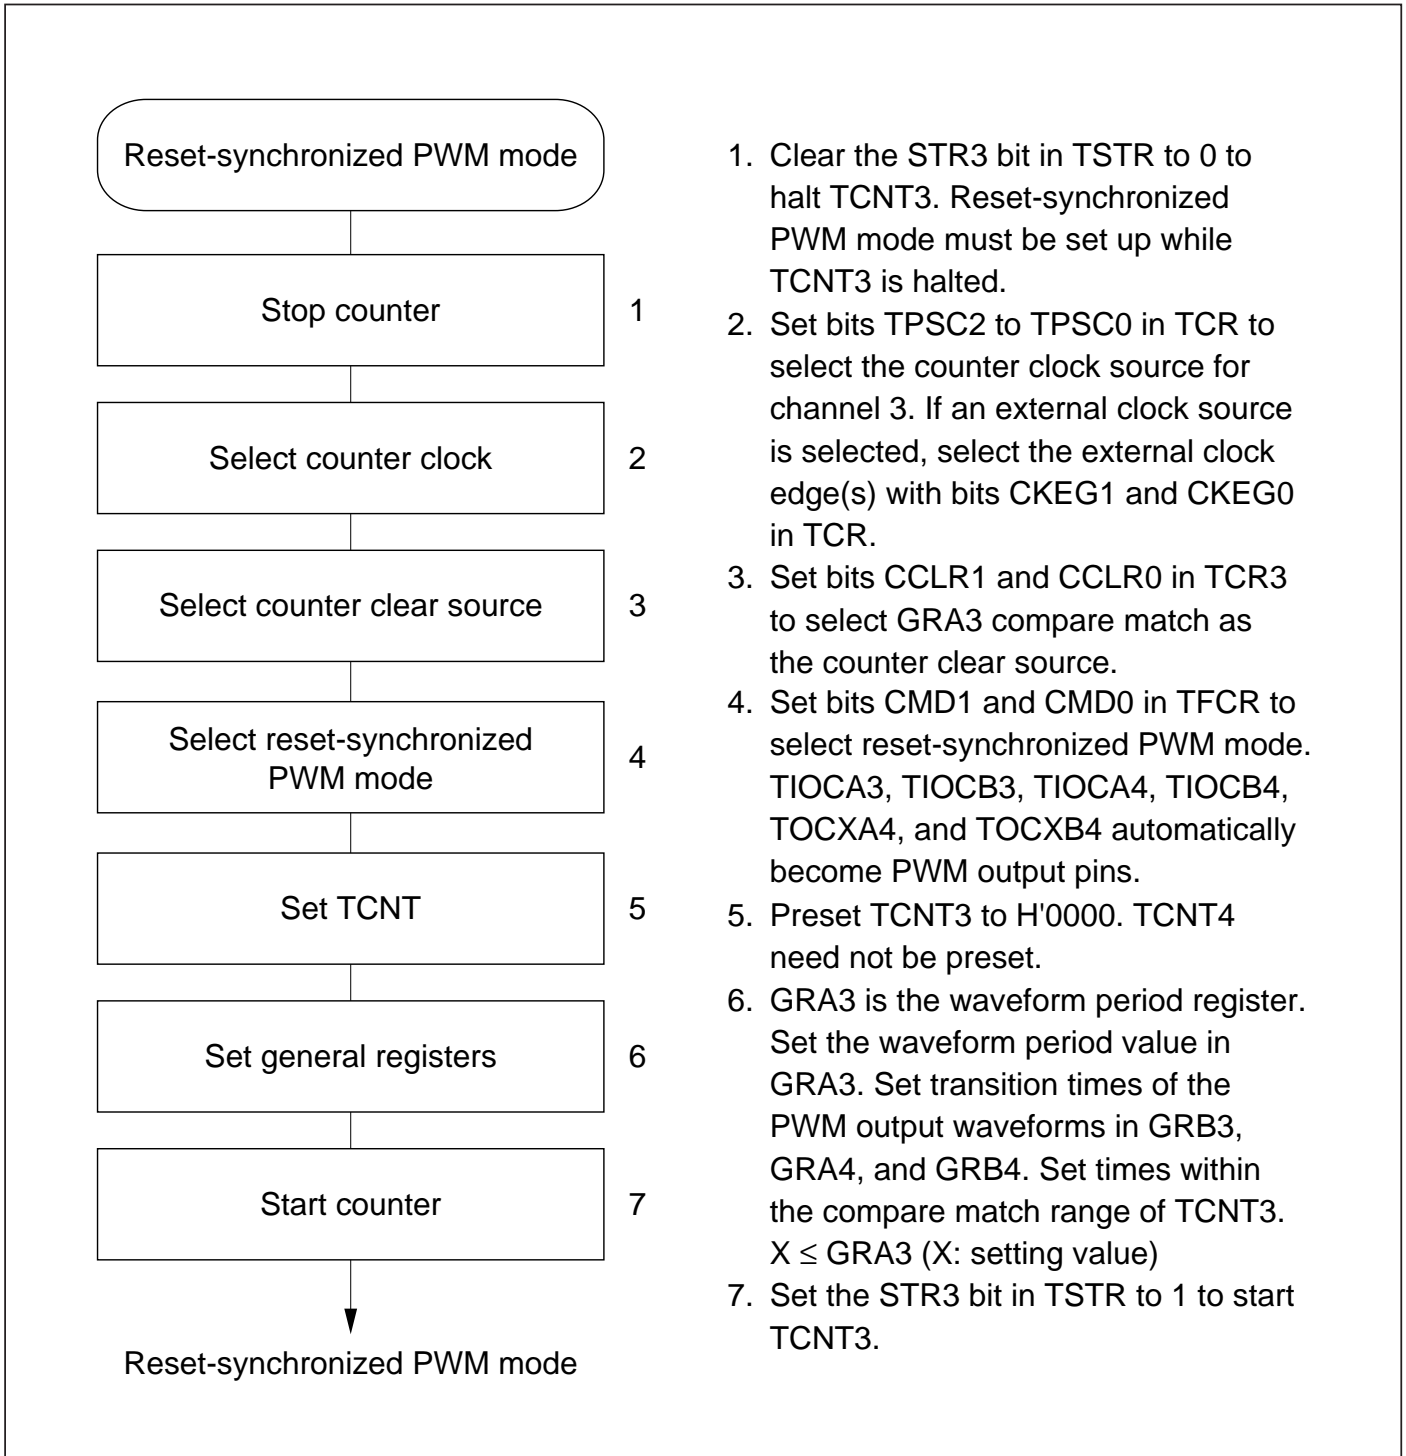 Reset-synchronized PWM mode
Stop counter
1
Select counter clock
2
Select counter clear source
3
Select reset-synchronized
PWM mode
4
Set TCNT
5
Set general registers
6
Start counter
7
Reset-synchronized PWM mode
1. Clear the STR3 bit in TSTR to 0 to
halt TCNT3. Reset-synchronized
PWM mode must be set up while
TCNT3 is halted.
2. Set bits TPSC2 to TPSC0 in TCR to
select the counter clock source for
channel 3. If an external clock source
is selected, select the external clock
edge(s) with bits CKEG1 and CKEG0
in TCR.
3. Set bits CCLR1 and CCLR0 in TCR3
to select GRA3 compare match as
the counter clear source.
4. Set bits CMD1 and CMD0 in TFCR to
select reset-synchronized PWM mode.
TIOCA3, TIOCB3, TIOCA4, TIOCB4,
TOCXA4, and TOCXB4 automatically
become PWM output pins.
5. Preset TCNT3 to H'0000. TCNT4
need not be preset.
6. GRA3 is the waveform period register.
Set the waveform period value in
GRA3. Set transition times of the
PWM output waveforms in GRB3,
GRA4, and GRB4. Set times within
the compare match range of TCNT3.
X ≤ GRA3 (X: setting value)
7. Set the STR3 bit in TSTR to 1 to start
TCNT3.